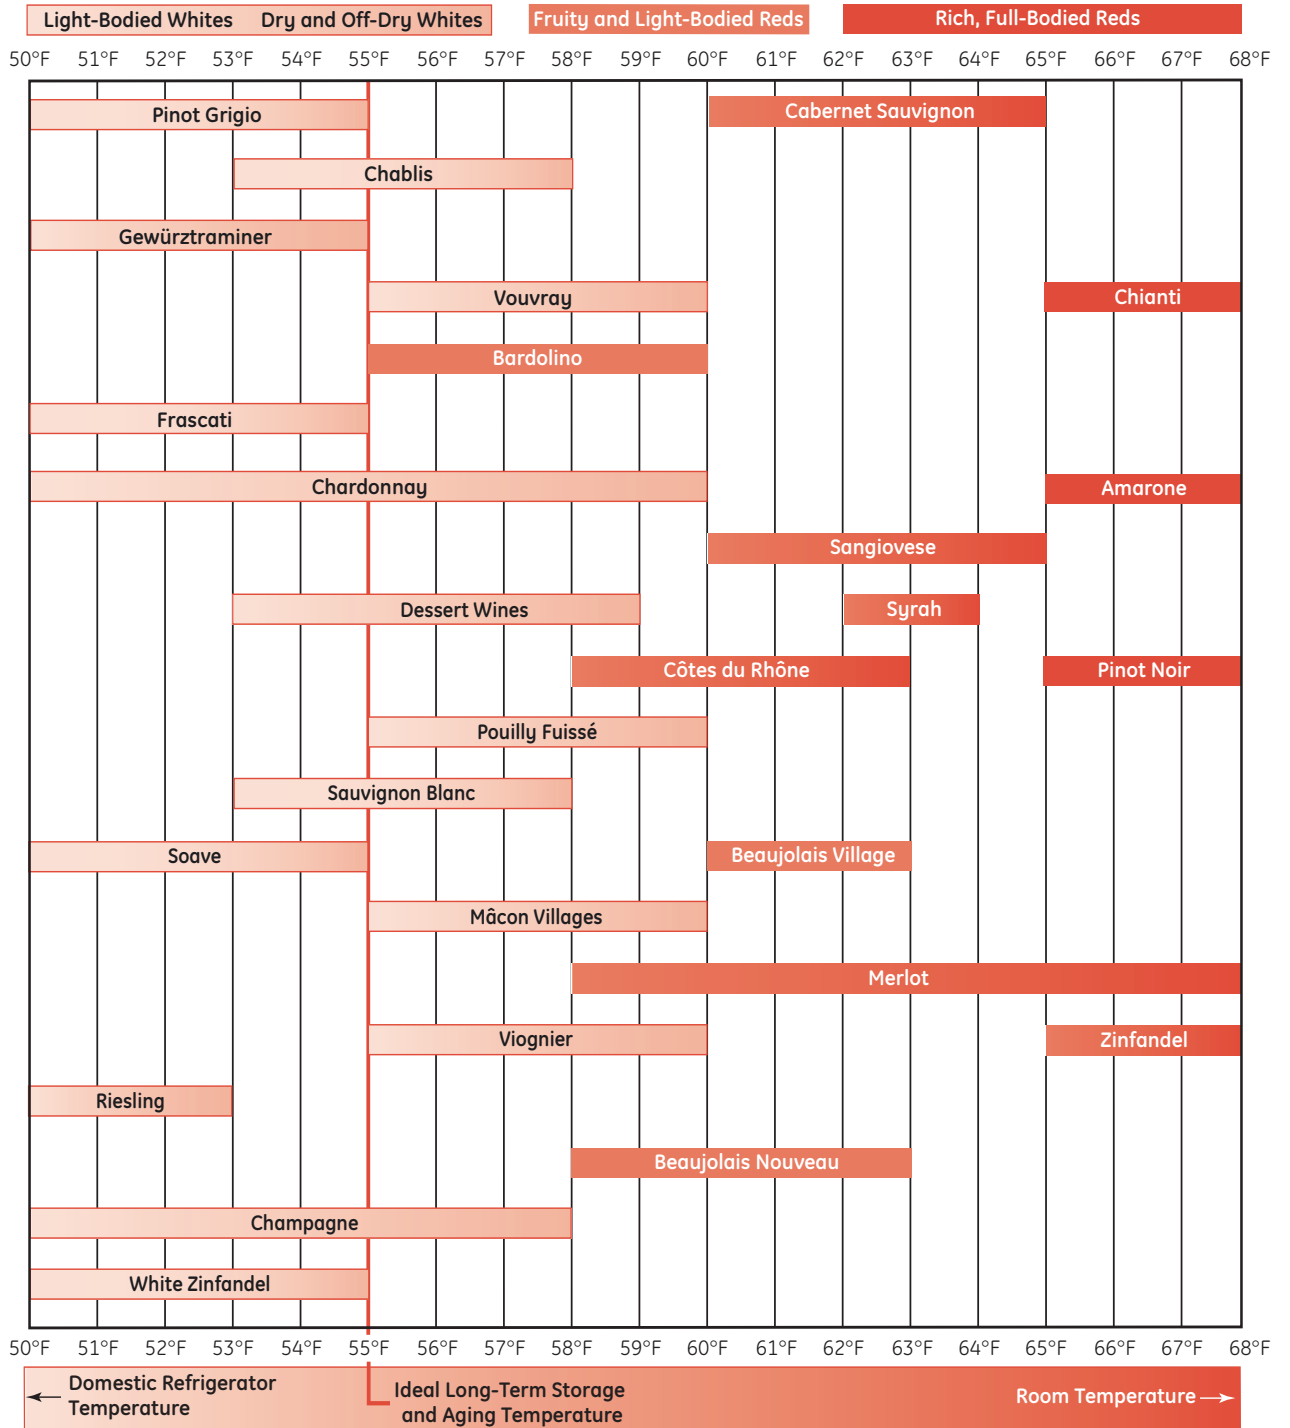 Light-Bodied Whites Dry and Off-Dry Whites Fruity and Light-Bodied Reds Rich, Full-Bodied Reds
50°F 51°F 52°F 53°F 54°F 55°F 56°F 57°F 58°F 59°F 60°F 61°F 62°F 63°F 64°F 65°F 66°F 67°F 68°F
Pinot Grigio Cabernet Sauvignon
Chablis
Gewürztraminer
Vouvray Chianti
Bardolino
Frascati
Chardonnay Amarone
Sangiovese
Dessert Wines Syrah
Côtes du Rhône Pinot Noir
Pouilly Fuissé
Sauvignon Blanc
Soave Beaujolais Village
Mâcon Villages
Merlot
Viognier Zinfandel
Riesling
Beaujolais Nouveau
Champagne
White Zinfandel
50°F 51°F 52°F 53°F 54°F 55°F 56°F 57°F 58°F 59°F 60°F 61°F 62°F 63°F 64°F 65°F 66°F 67°F 68°F
Domestic Refrigerator
Temperature
Ideal Long-Term Storage
and Aging Temperature
Room Temperature